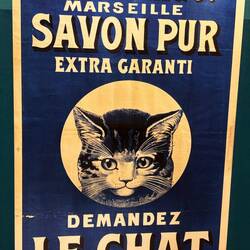 MARSEILLE
SAVON PUR
EXTRA GARANTI
DEMANDEZ
LE CHAT